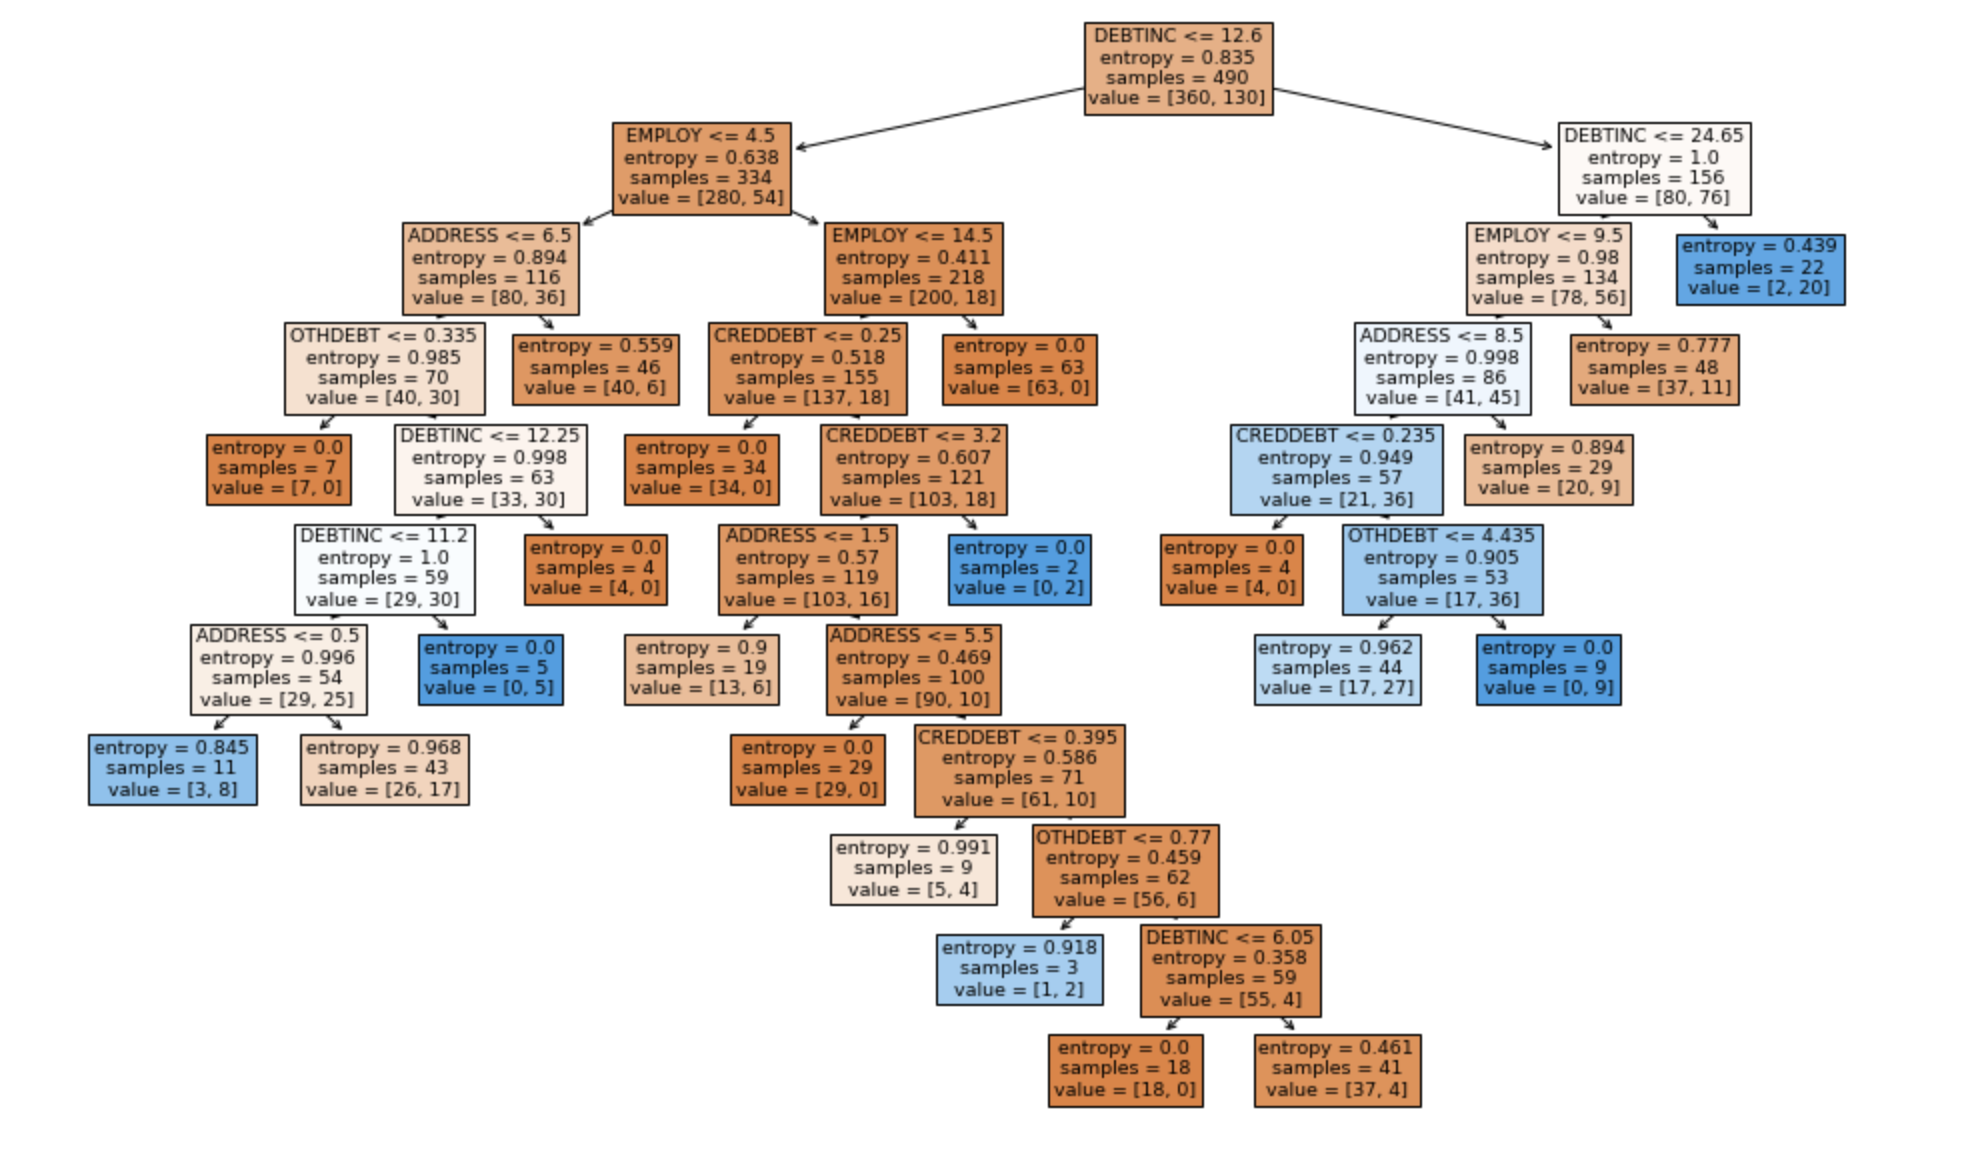 DEBTINC <= 12.6
entropy = 0.835
samples = 490
value = [360, 130]
EMPLOY <= 4.5
entropy = 0.638
samples = 334
value = [280, 54]
DEBTINC <= 24.65
entropy = 1.0
samples = 156
value = [80, 76]
ADDRESS <= 6.5
entropy = 0.894
samples = 116
value = [80, 36]
EMPLOY <= 14.5
entropy = 0.411
samples = 218
value = [200, 18]
EMPLOY <= 9.5
entropy = 0.98
samples = 134
value = [78, 56]
entropy = 0.439
samples = 22
value = [2, 20]
OTHDEBT <= 0.335
entropy = 0.985
samples = 70
value = [40, 30]
entropy = 0.559
samples = 46
value = [40, 6]
CREDDEBT <= 0.25
entropy = 0.518
samples = 155
value = [137, 18]
entropy = 0.0
samples = 63
value = [63, 0]
ADDRESS <= 8.5
entropy = 0.998
samples = 86
value = [41, 45]
entropy = 0.777
samples = 48
value = [37, 11]
entropy = 0.0
samples = 7
value = [7, 0]
DEBTINC <= 12.25
entropy = 0.998
samples = 63
value = [33, 30]
entropy = 0.0
samples = 34
value = [34, 0]
CREDDEBT <= 3.2
entropy = 0.607
samples = 121
value = [103, 18]
CREDDEBT <= 0.235
entropy = 0.949
samples = 57
value = [21, 36]
entropy = 0.894
samples = 29
value = [20, 9]
DEBTINC <= 11.2
entropy = 1.0
samples = 59
value = [29, 30]
entropy = 0.0
samples = 4
value = [4, 0]
ADDRESS <= 1.5
entropy = 0.57
samples = 119
value = [103, 16]
entropy = 0.0
samples = 2
value = [0, 2]
entropy = 0.0
samples = 4
value = [4, 0]
OTHDEBT <= 4.435
entropy = 0.905
samples = 53
value = [17, 36]
ADDRESS <= 0.5
entropy = 0.996
samples = 54
value = [29, 25]
entropy = 0.0
samples = 5
value = [0, 5]
entropy = 0.9
samples = 19
value = [13, 6]
ADDRESS <= 5.5
entropy = 0.469
samples = 100
value = [90, 10]
entropy = 0.962
samples = 44
value = [17, 27]
entropy = 0.0
samples = 9
value = [0, 9]
entropy = 0.845
samples = 11
value = [3, 8]
entropy = 0.968
samples = 43
value = [26, 17]
entropy = 0.0
samples = 29
value = [29, 0]
CREDDEBT <= 0.395
entropy = 0.586
samples = 71
value = [61, 10]
entropy = 0.991
samples = 9
value = [5, 4]
OTHDEBT <= 0.77
entropy = 0.459
samples = 62
value = [56, 6]
entropy = 0.918
samples = 3
value = [1, 2]
DEBTINC <= 6.05
entropy = 0.358
samples = 59
value = [55, 4]
entropy = 0.0
samples = 18
value = [18, 0]
entropy = 0.461
samples = 41
value = [37, 4]